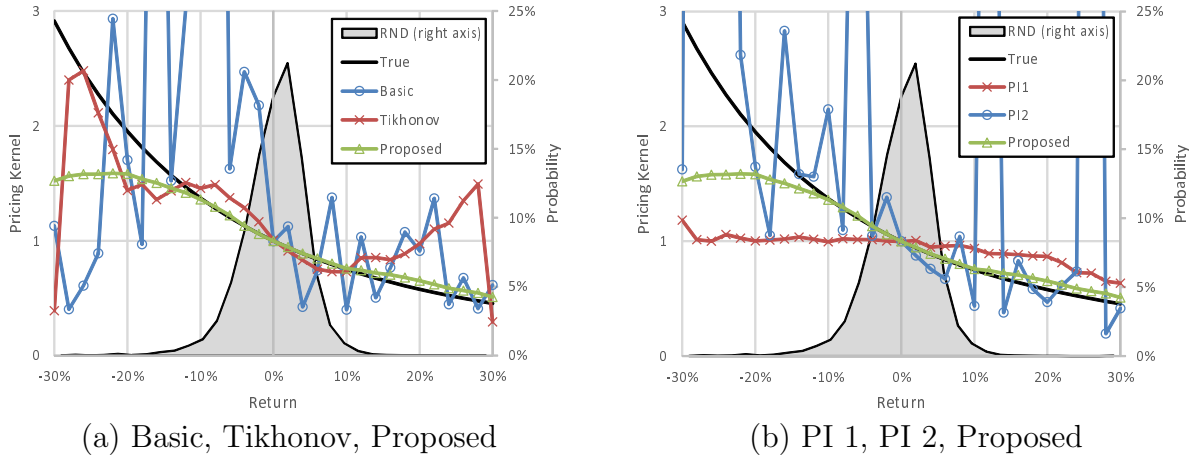 3
2
1
0
Pricing Kernel
25%
20%
15%
10%
5%
0%
Probability
-30%
-20%
-10%
0%
10%
20%
30%
Return
RND (right axis)
True
Basic
Tikhonov
Proposed
(a) Basic, Tikhonov, Proposed
3
2
1
0
Pricing Kernel
25%
20%
15%
10%
5%
0%
Probability
-30%
-20%
-10%
0%
10%
20%
30%
Return
RND (right axis)
True
PI1
PI2
Proposed
(b) PI 1, PI 2, Proposed